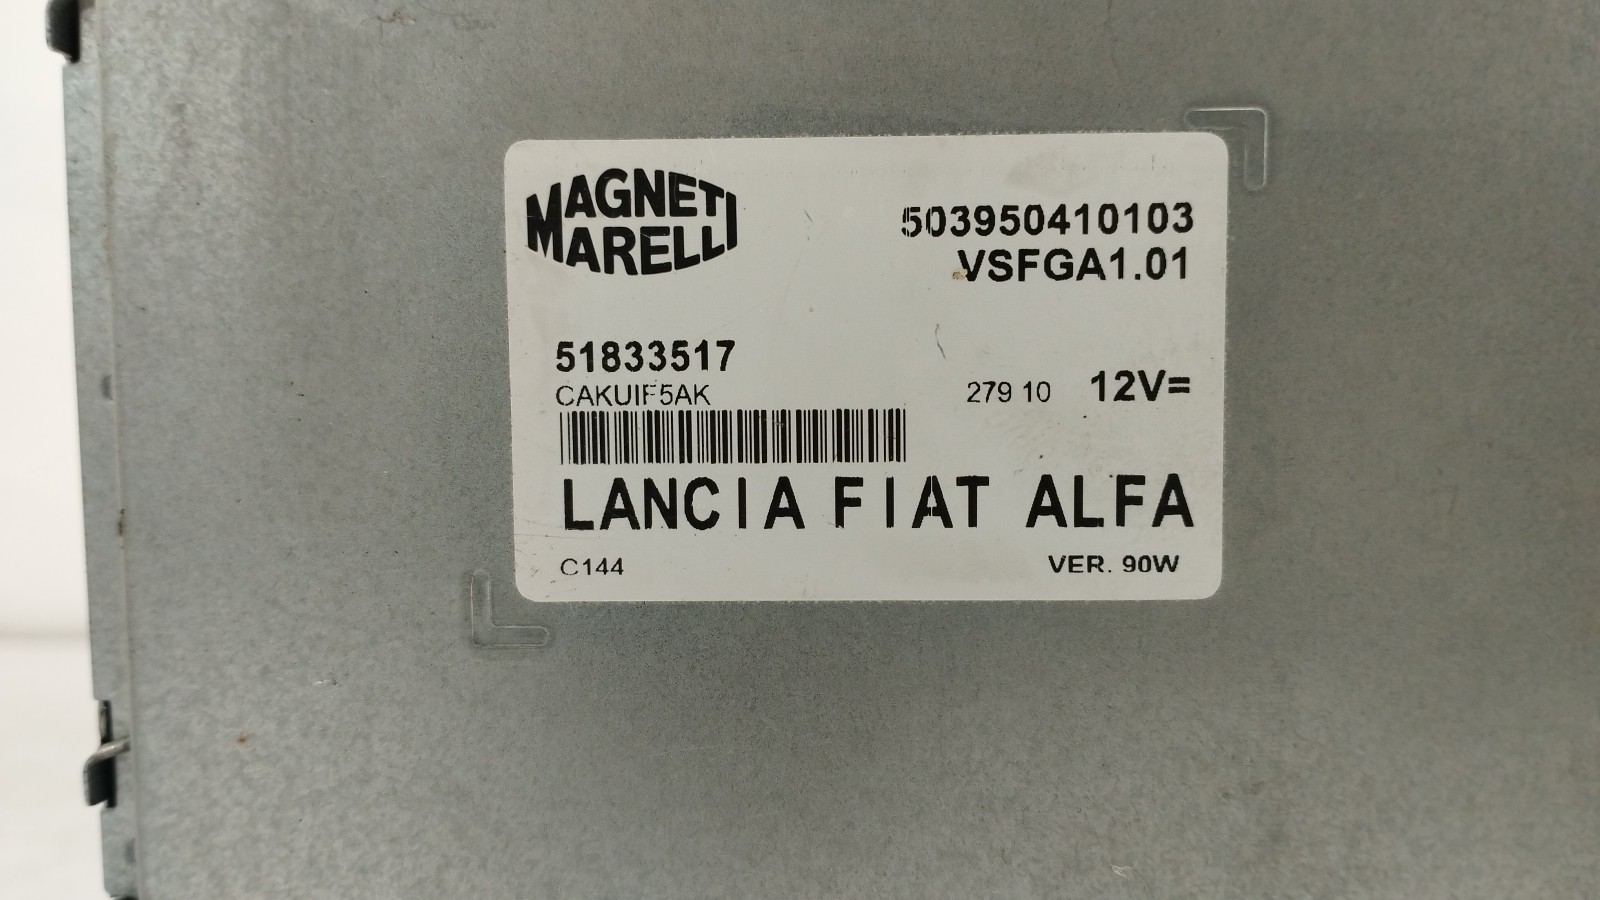 MAGNETI
MARELLI
503950410103
VSFGA1.01
51833517
CAKUIF5AK
279 10
12V=
LANCIA FIAT ALFA
C144
VER. 90W